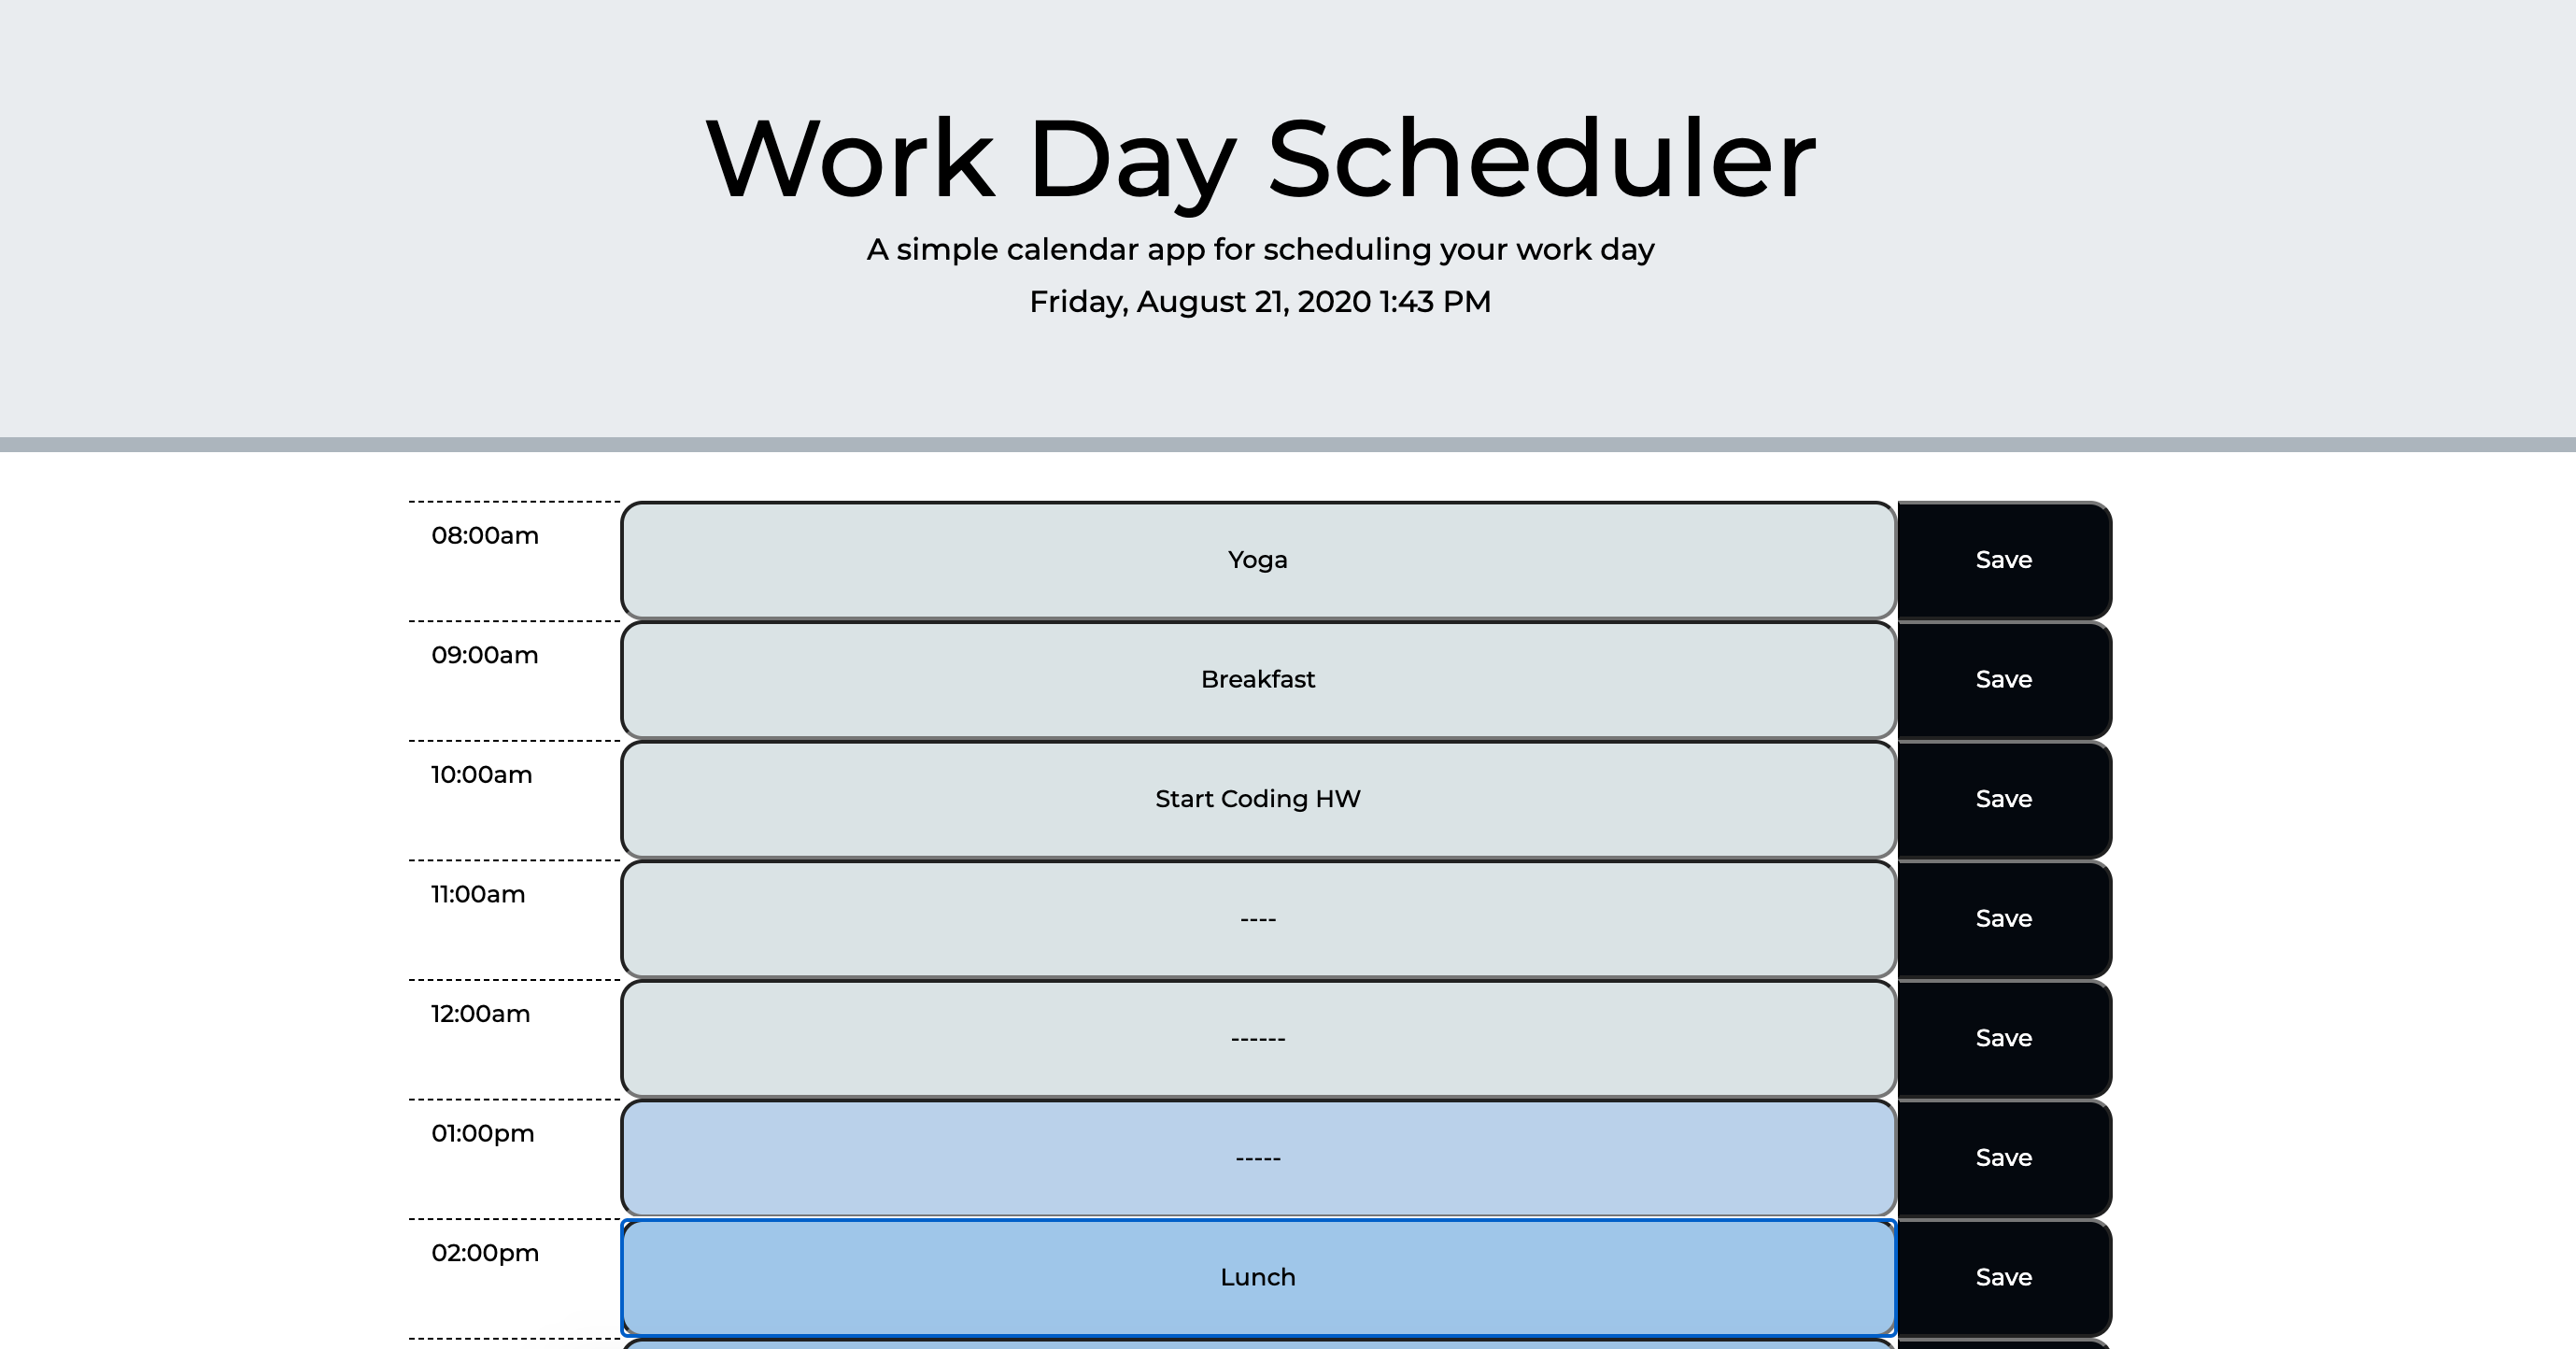 Work Day Scheduler
A simple calendar app for scheduling your work day
Friday, August 21, 2020 1:43 PM
08:00am Yoga Save
09:00am Breakfast Save
10:00am Start Coding HW Save
11:00am ---- Save
12:00am ------ Save
01:00pm ----- Save
02:00pm Lunch Save